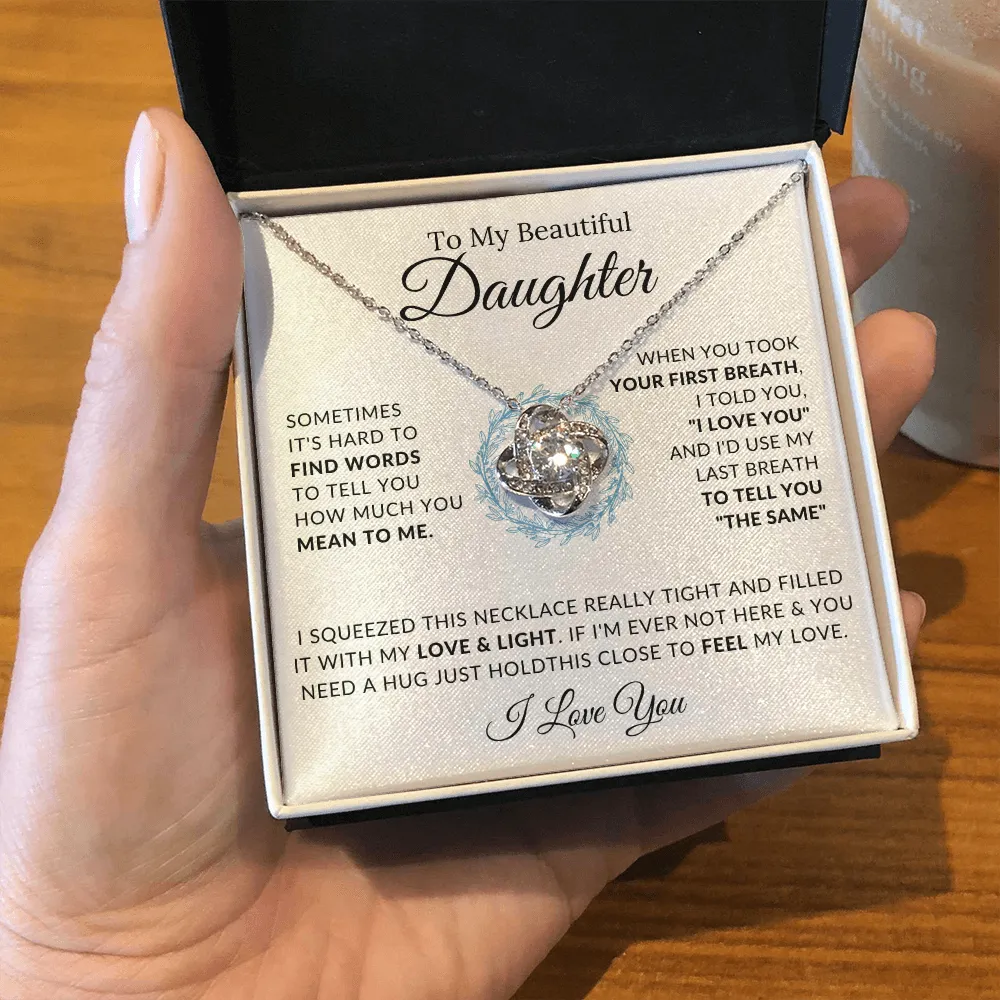 To My Beautiful
Daughter
SOMETIMES
IT'S HARD TO
FIND WORDS
TO TELL YOU
HOW MUCH YOU
MEAN TO ME.
WHEN YOU TOOK
YOUR FIRST BREATH,
I TOLD YOU,
"I LOVE YOU"
AND I'D USE MY
LAST BREATH
TO TELL YOU
"THE SAME"
I SQUEEZED THIS NECKLACE REALLY TIGHT AND FILLED
IT WITH MY LOVE & LIGHT. IF I'M EVER NOT HERE & YOU
NEED A HUG JUST HOLDTHIS CLOSE TO FEEL MY LOVE.
I Love You